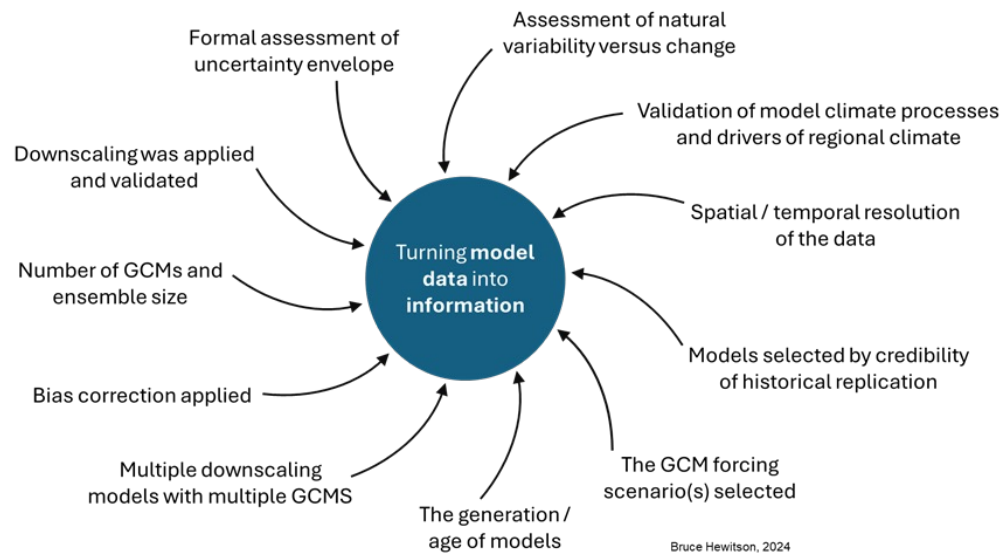 Assessment of natural
variability versus change
Formal assessment of
uncertainty envelope
Validation of model climate processes
and drivers of regional climate
Downscaling was applied
and validated
Spatial / temporal resolution
of the data
Turning model
data into
information
Number of GCMs and
ensemble size
Models selected by credibility
of historical replication
Bias correction applied
The GCM forcing
scenario(s) selected
Multiple downscaling
models with multiple GCMS
The generation /
age of models
Bruce Hewitson, 2024